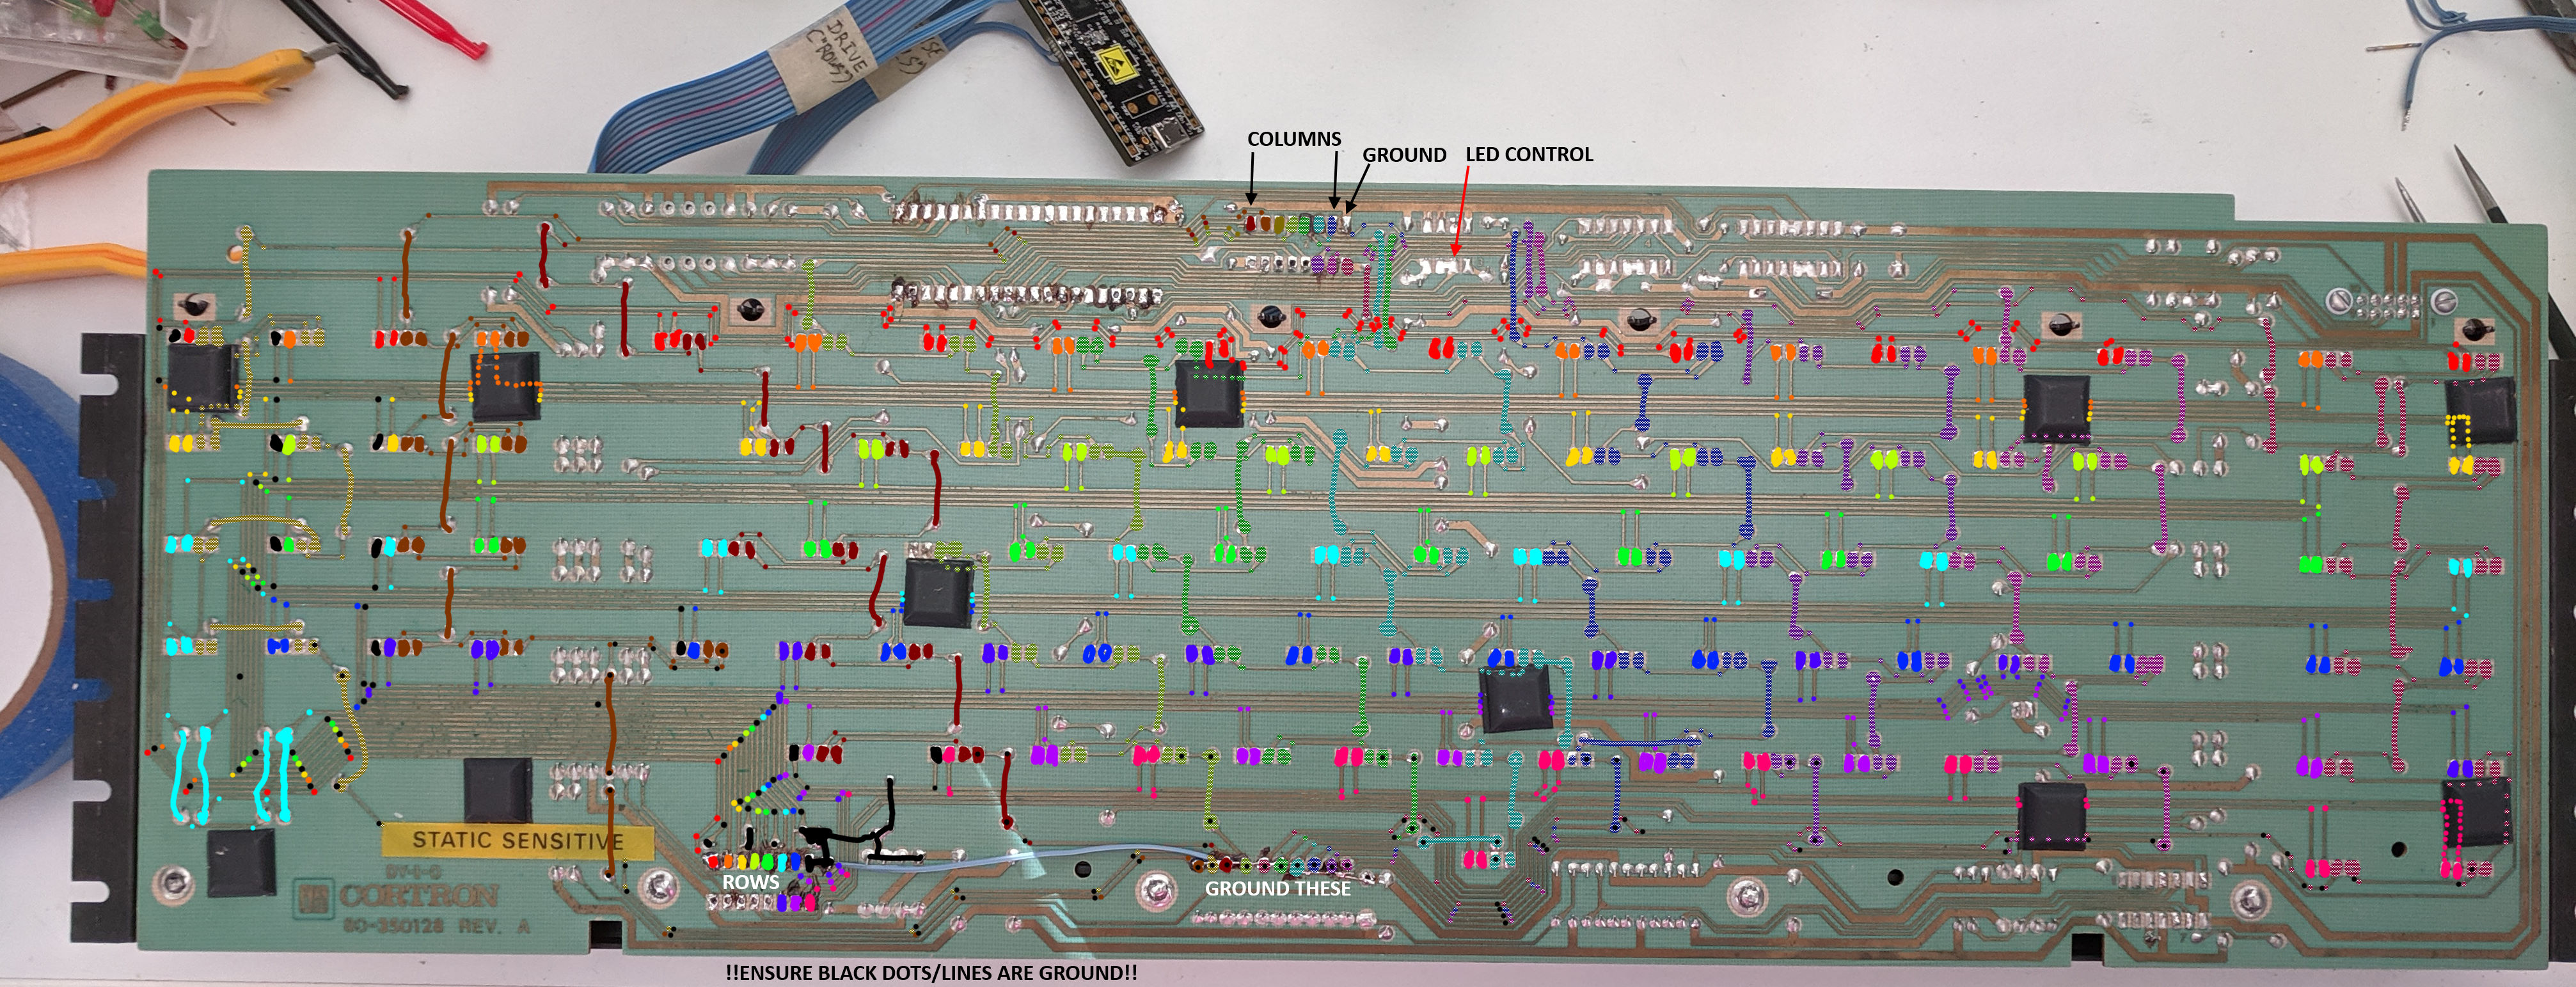 DRIVE
("ROWS")
COLUMNS
GROUND
LED CONTROL
STATIC SENSITIVE
CORTRON
80-350128 REV. A
ROWS
GROUND THESE
!!ENSURE BLACK DOTS/LINES ARE GROUND!!